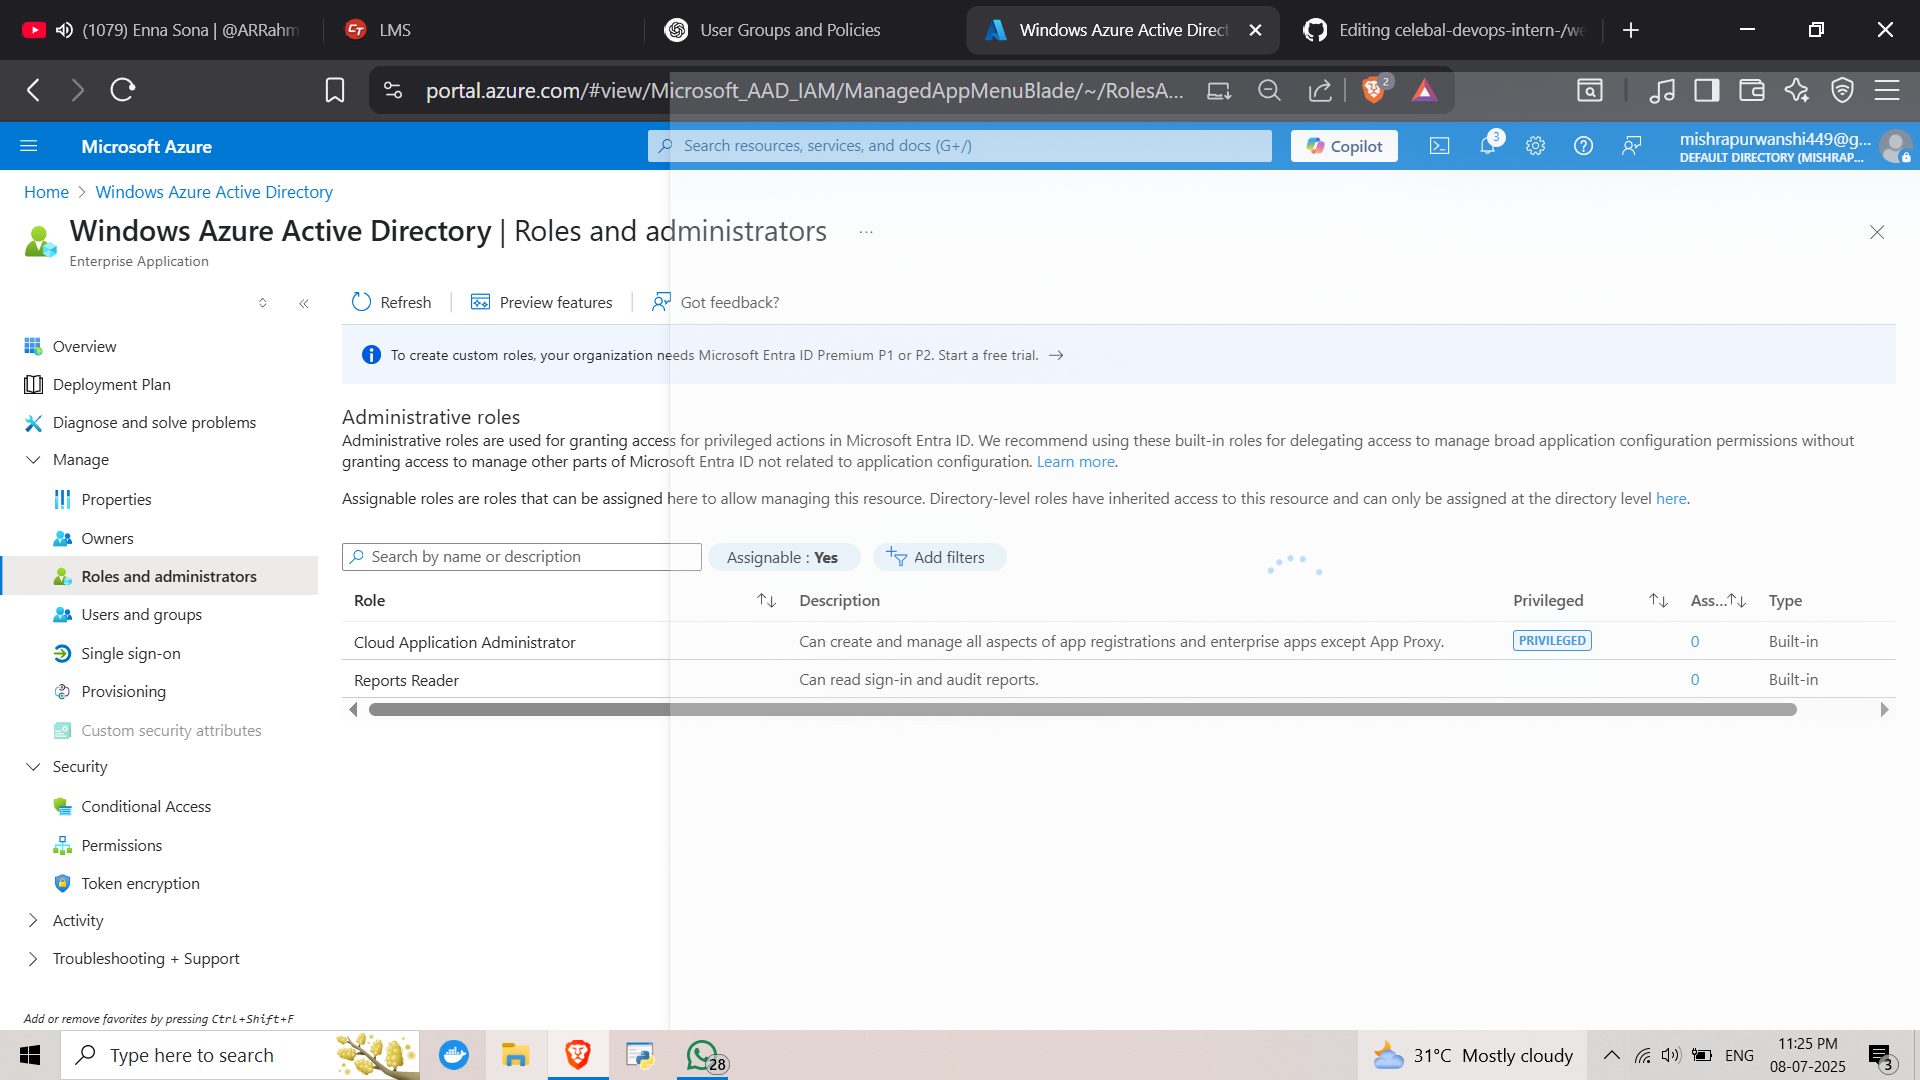 (1079) Enna Sona | @ARRahm
LMS
User Groups and Policies
Windows Azure Active Direct
Editing celebal-devops-intern-/we
portal.azure.com/#view/Microsoft_AAD_IAM/ManagedAppMenuBlade/~/RolesA...
2
Microsoft Azure
Search resources, services, and docs (G+/)
Copilot
3
mishrapurwanshi449@g...
DEFAULT DIRECTORY (MISHRAP...
Home > Windows Azure Active Directory
Windows Azure Active Directory | Roles and administrators
...
Enterprise Application
Refresh
Preview features
Got feedback?
Overview
Deployment Plan
Diagnose and solve problems
Manage
Properties
Owners
Roles and administrators
Users and groups
Single sign-on
Provisioning
Custom security attributes
Security
Conditional Access
Permissions
Token encryption
Activity
Troubleshooting + Support
Add or remove favorites by pressing Ctrl+Shift+F
To create custom roles, your organization needs Microsoft Entra ID Premium P1 or P2. Start a free trial. →
Administrative roles
Administrative roles are used for granting access for privileged actions in Microsoft Entra ID. We recommend using these built-in roles for delegating access to manage broad application configuration permissions without
granting access to manage other parts of Microsoft Entra ID not related to application configuration. Learn more.
Assignable roles are roles that can be assigned here to allow managing this resource. Directory-level roles have inherited access to this resource and can only be assigned at the directory level here.
Search by name or description
Assignable : Yes
Add filters
Role Description Privileged Ass... Type
Cloud Application Administrator Can create and manage all aspects of app registrations and enterprise apps except App Proxy. PRIVILEGED 0 Built-in
Reports Reader Can read sign-in and audit reports. 0 Built-in
Type here to search
28
31°C Mostly cloudy
ENG
11:25 PM
08-07-2025
3